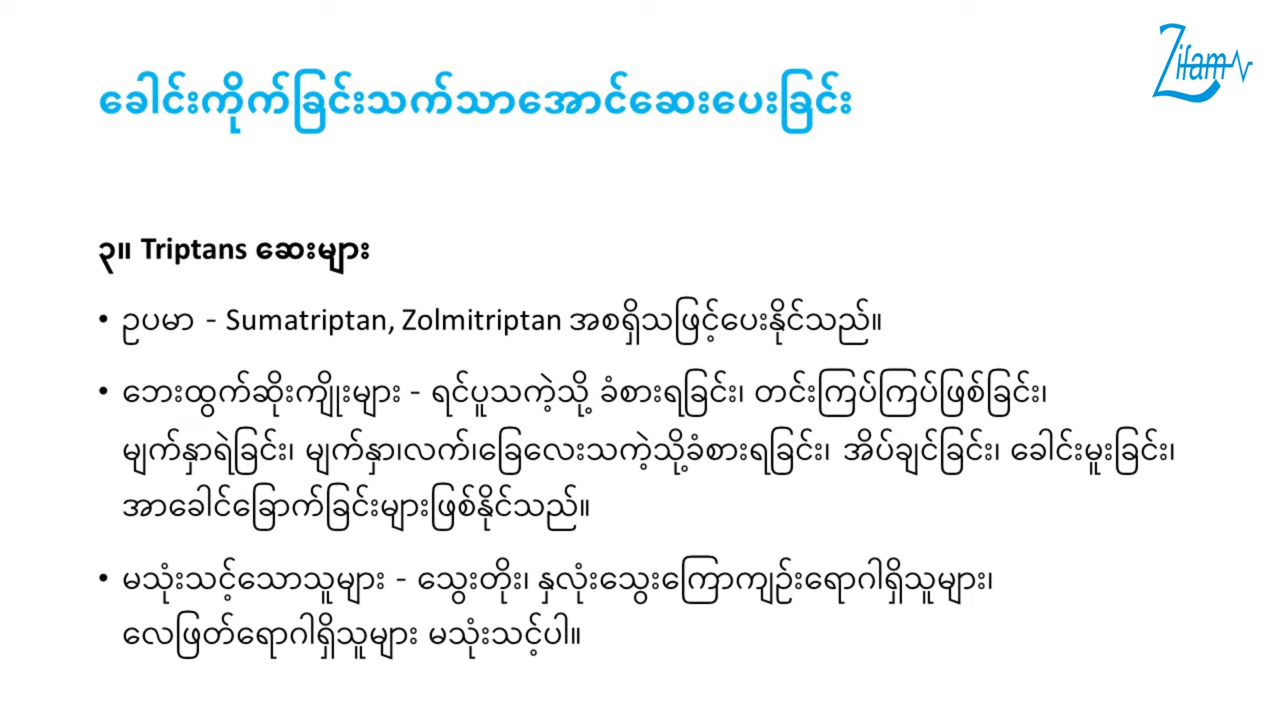 Zifam
ခေါင်းကိုက်ခြင်းသက်သာအောင်ဆေးပေးခြင်း
၃။ Triptans ဆေးများ
• ဥပမာ - Sumatriptan, Zolmitriptan အစရှိသဖြင့်ပေးနိုင်သည်။
• ဘေးထွက်ဆိုးကျိုးများ - ရင်ပူသကဲ့သို့ ခံစားရခြင်း၊ တင်းကြပ်ကြပ်ဖြစ်ခြင်း၊
မျက်နှာရဲခြင်း၊ မျက်နှာ၊လက်၊ခြေလေးသကဲ့သို့ခံစားရခြင်း၊ အိပ်ချင်ခြင်း၊ ခေါင်းမူးခြင်း၊
အာခေါင်ခြောက်ခြင်းများဖြစ်နိုင်သည်။
• မသုံးသင့်သောသူများ - သွေးတိုး၊ နှလုံးသွေးကြောကျဉ်းရောဂါရှိသူများ၊
လေဖြတ်ရောဂါရှိသူများ မသုံးသင့်ပါ။